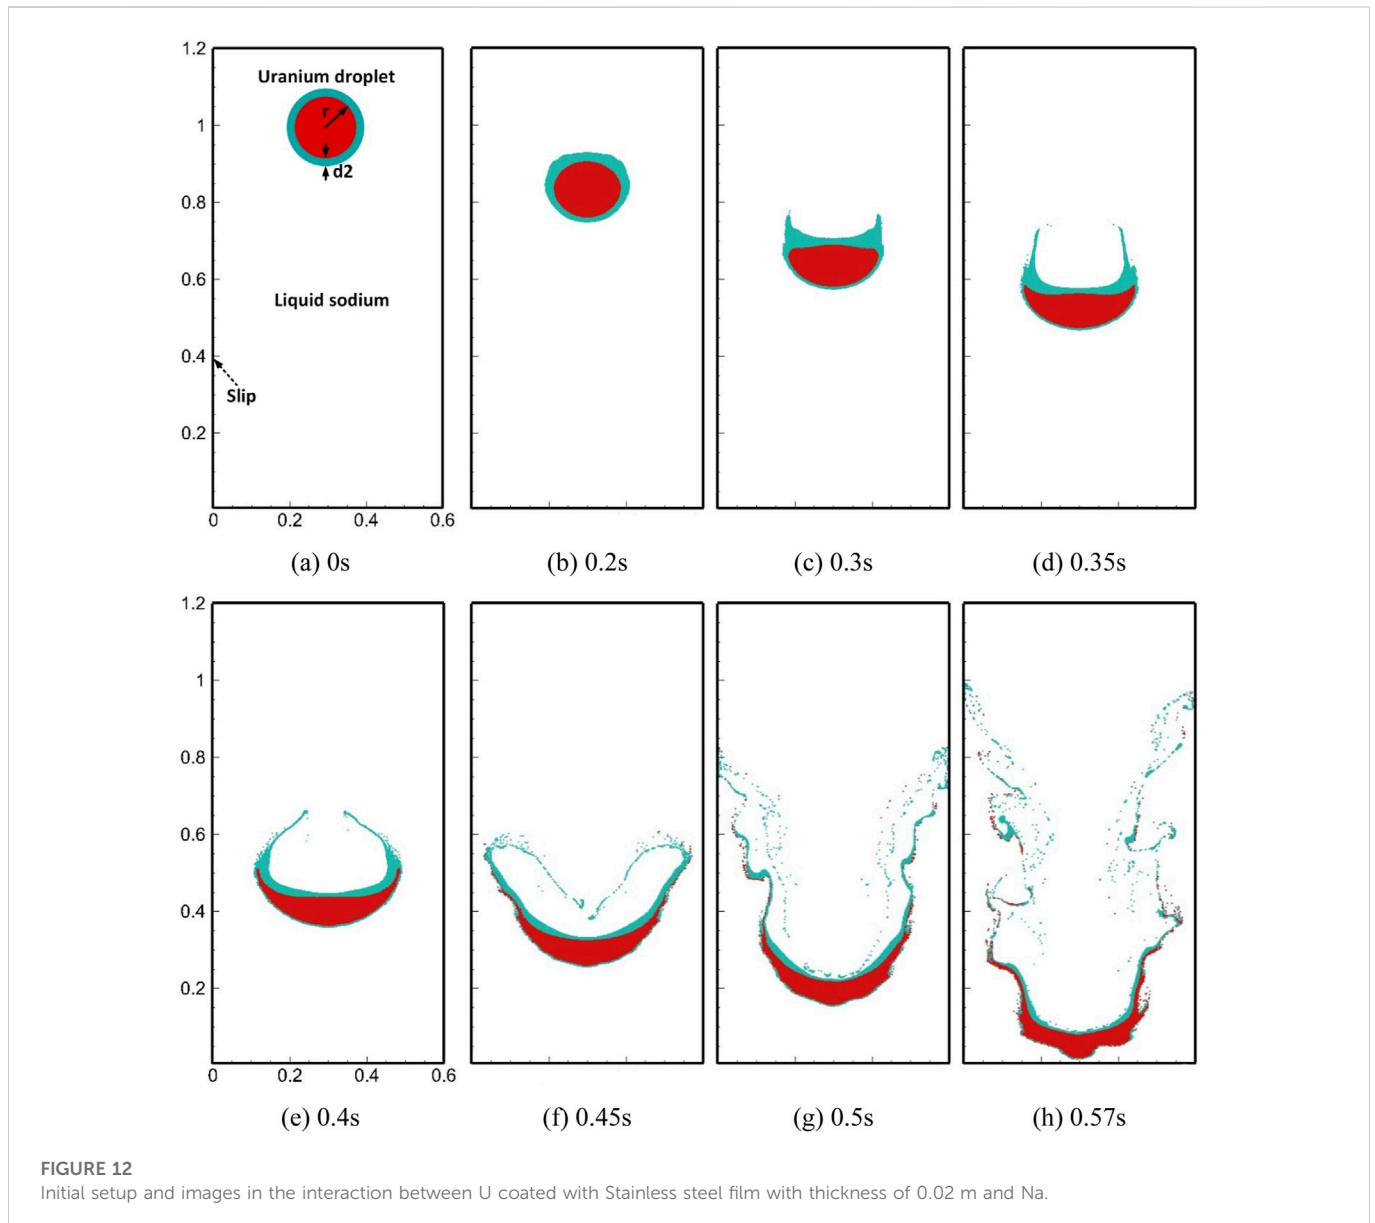 1.2
Uranium droplet
1
r
d2
0.8
0.6
Liquid sodium
0.4
Slip
0.2
0 0.2 0.4 0.6
(a) 0s (b) 0.2s (c) 0.3s (d) 0.35s
1.2
1
0.8
0.6
0.4
0.2
0 0.2 0.4 0.6
(e) 0.4s (f) 0.45s (g) 0.5s (h) 0.57s
FIGURE 12
Initial setup and images in the interaction between U coated with Stainless steel film with thickness of 0.02 m and Na.